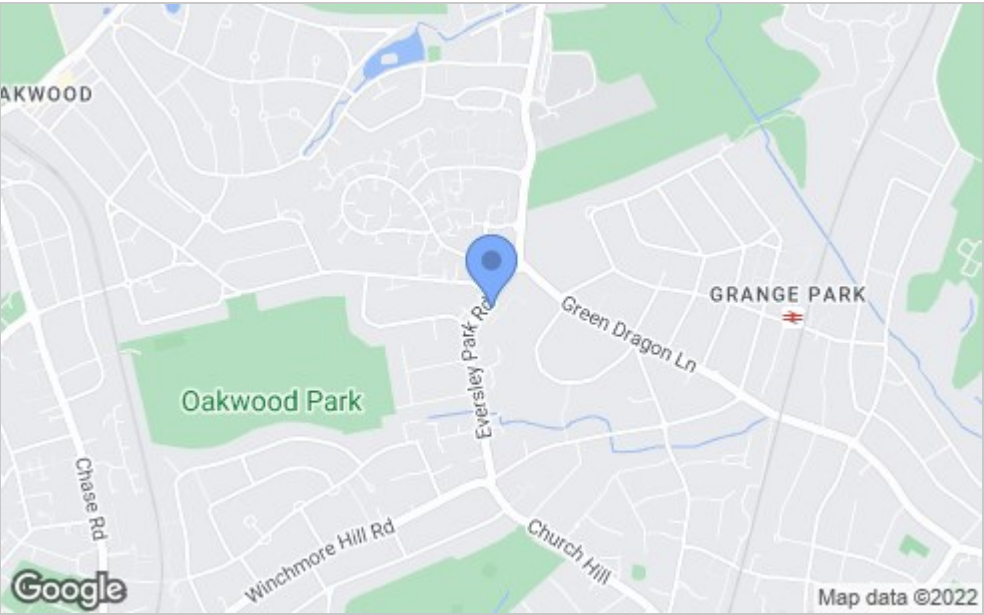 AKWOOD
GRANGE PARK
Green Dragon Ln
Eversley Park Rd
Oakwood Park
Chase Rd
Winchmore Hill Rd
Church Hill
Google
Map data ©2022